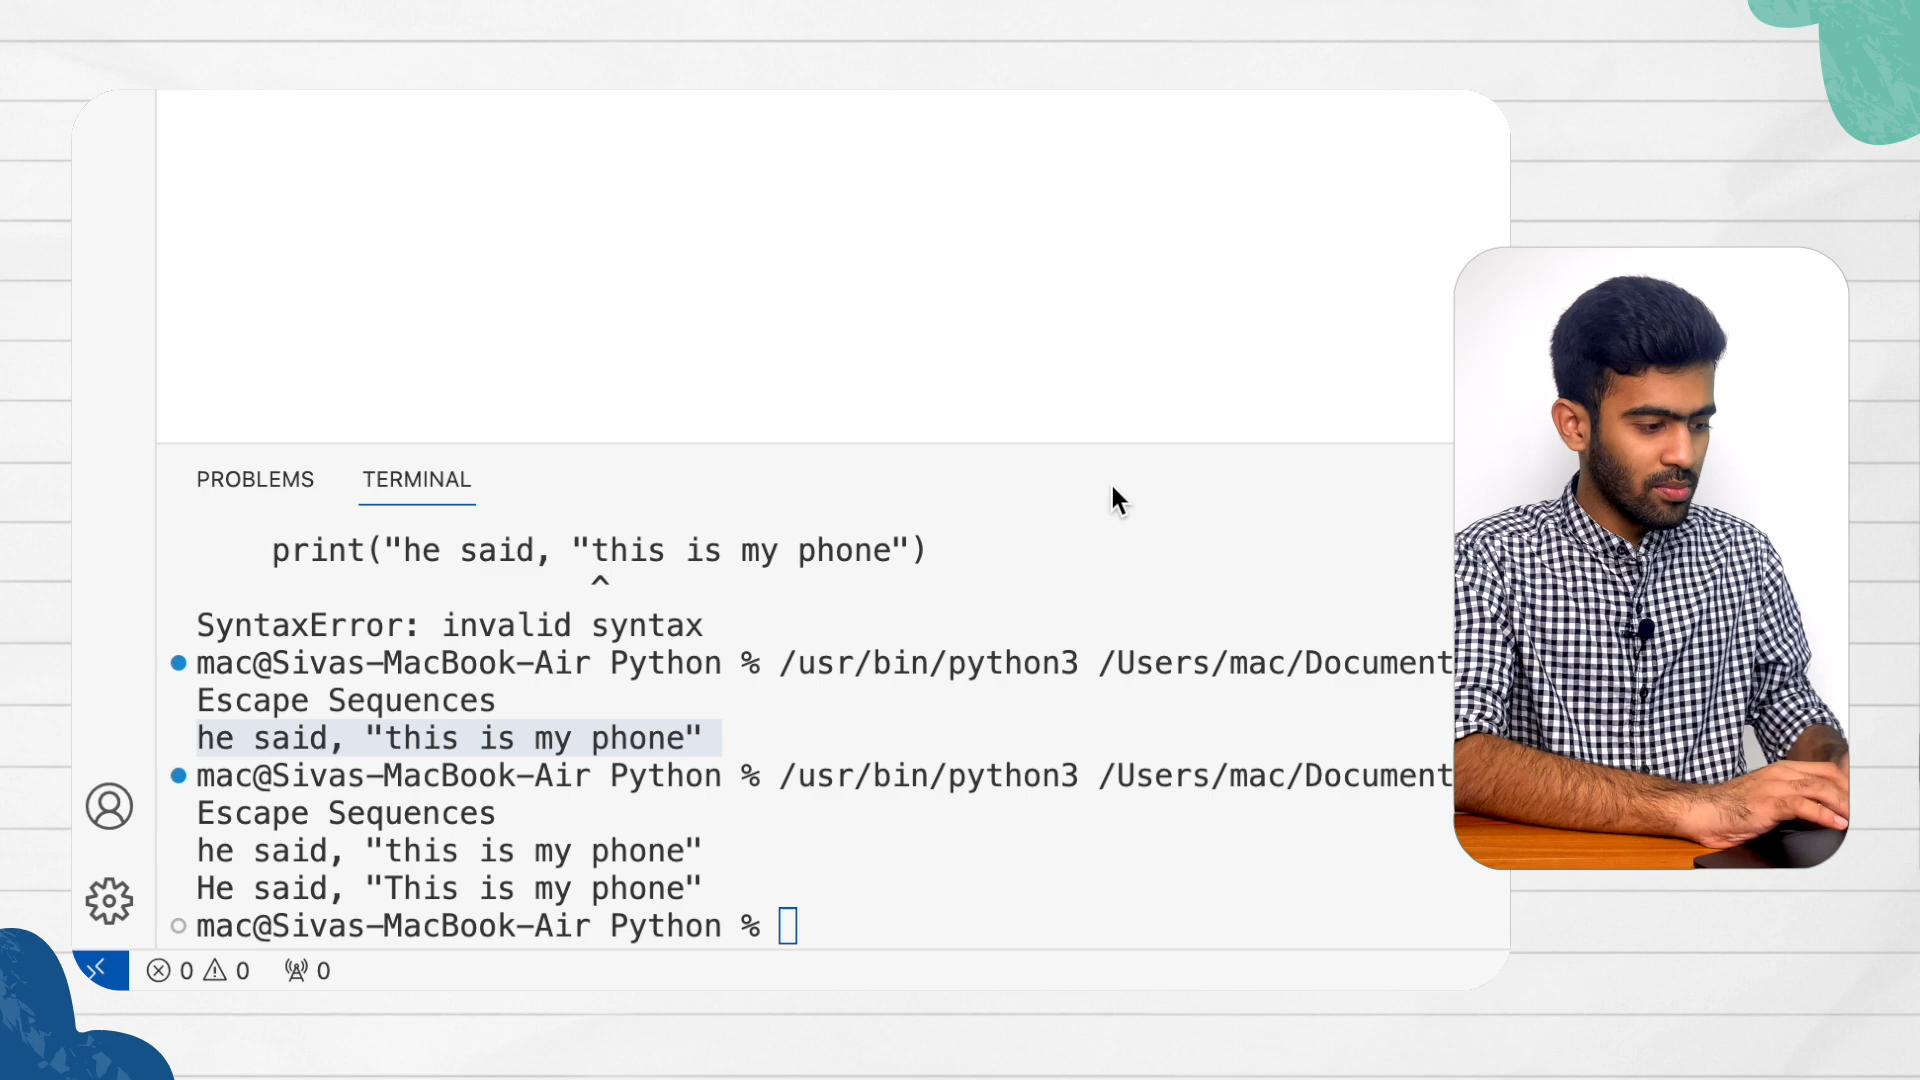 PROBLEMS TERMINAL
print("he said, "this is my phone")
^
SyntaxError: invalid syntax
mac@Sivas-MacBook-Air Python % /usr/bin/python3 /Users/mac/Document
Escape Sequences
he said, "this is my phone"
mac@Sivas-MacBook-Air Python % /usr/bin/python3 /Users/mac/Document
Escape Sequences
he said, "this is my phone"
He said, "This is my phone"
mac@Sivas-MacBook-Air Python %
0 0 0